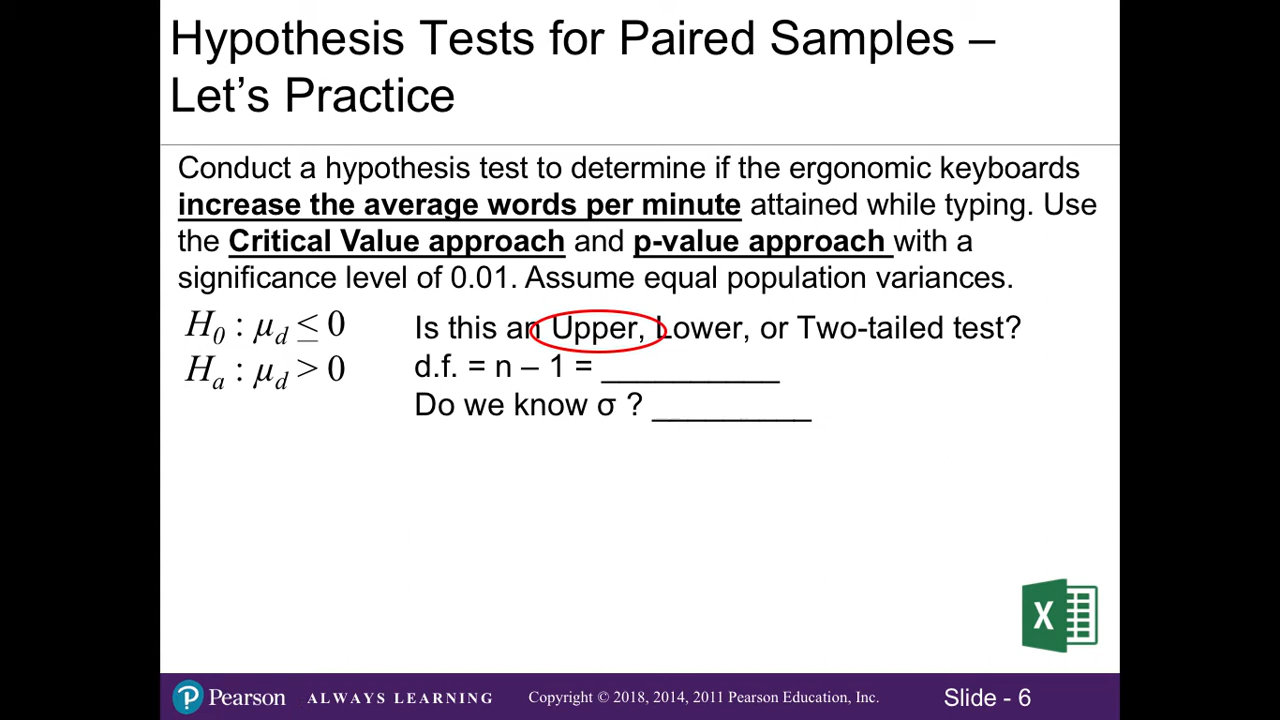 Hypothesis Tests for Paired Samples –
Let’s Practice
Conduct a hypothesis test to determine if the ergonomic keyboards
increase the average words per minute attained while typing. Use
the Critical Value approach and p-value approach with a
significance level of 0.01. Assume equal population variances.
H0 : μd ≤ 0
Ha : μd > 0
Is this an Upper, Lower, or Two-tailed test?
d.f. = n – 1 = __________
Do we know σ ? _________
X
P Pearson
ALWAYS LEARNING
Copyright © 2018, 2014, 2011 Pearson Education, Inc.
Slide - 6